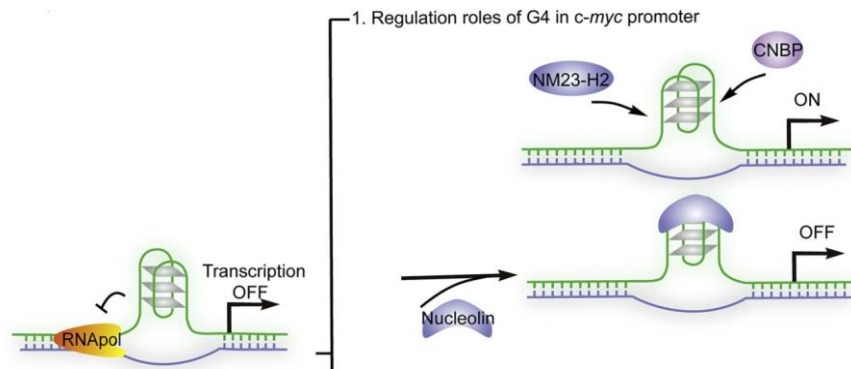 1. Regulation roles of G4 in c-myc promoter
CNBP
NM23-H2
ON
OFF
Nucleolin
Transcription
OFF
RNApol